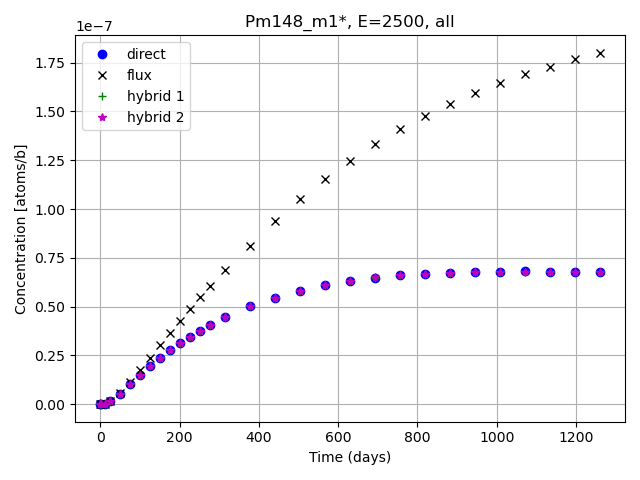 Pm148_m1*, E=2500, all
1e−7
direct
flux
hybrid 1
hybrid 2
1.75
1.50
1.25
1.00
0.75
0.50
0.25
0.00
Concentration [atoms/b]
0 200 400 600 800 1000 1200
Time (days)